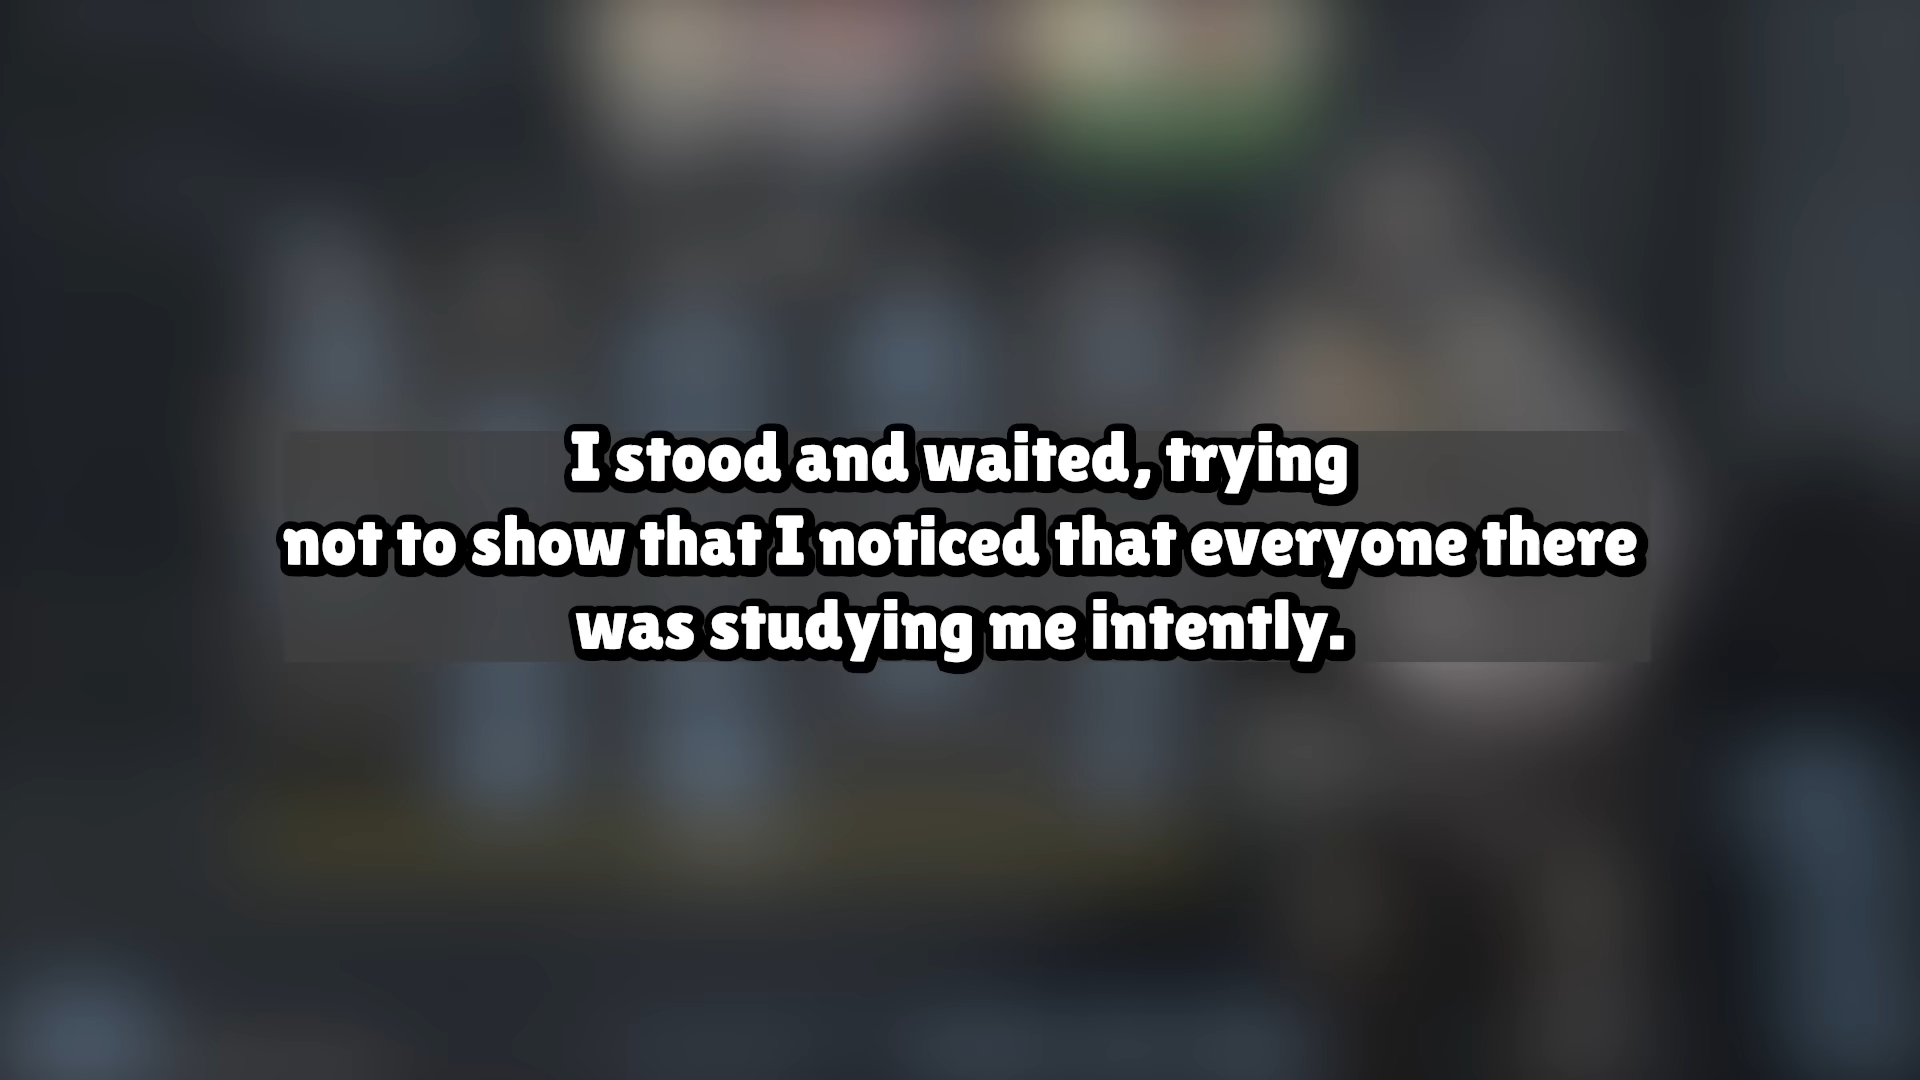 I stood and waited, trying
not to show that I noticed that everyone there
was studying me intently.